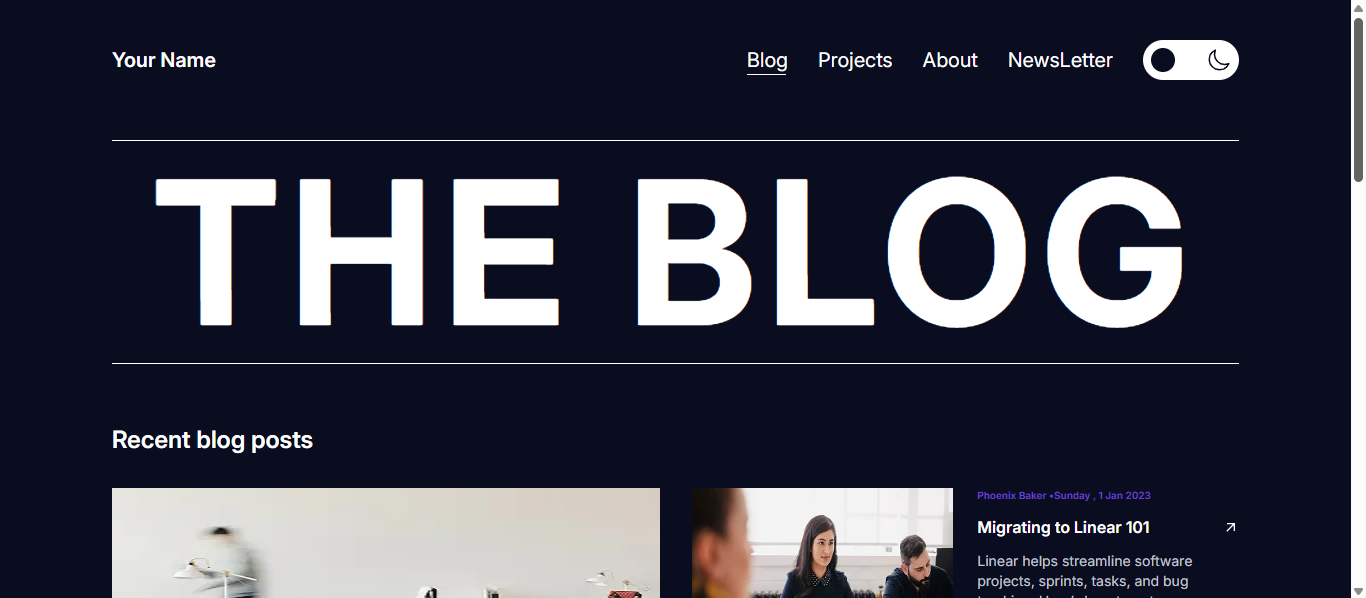 Your Name
Blog
Projects
About
NewsLetter
THE BLOG
Recent blog posts
Phoenix Baker •Sunday , 1 Jan 2023
Migrating to Linear 101
Linear helps streamline software
projects, sprints, tasks, and bug